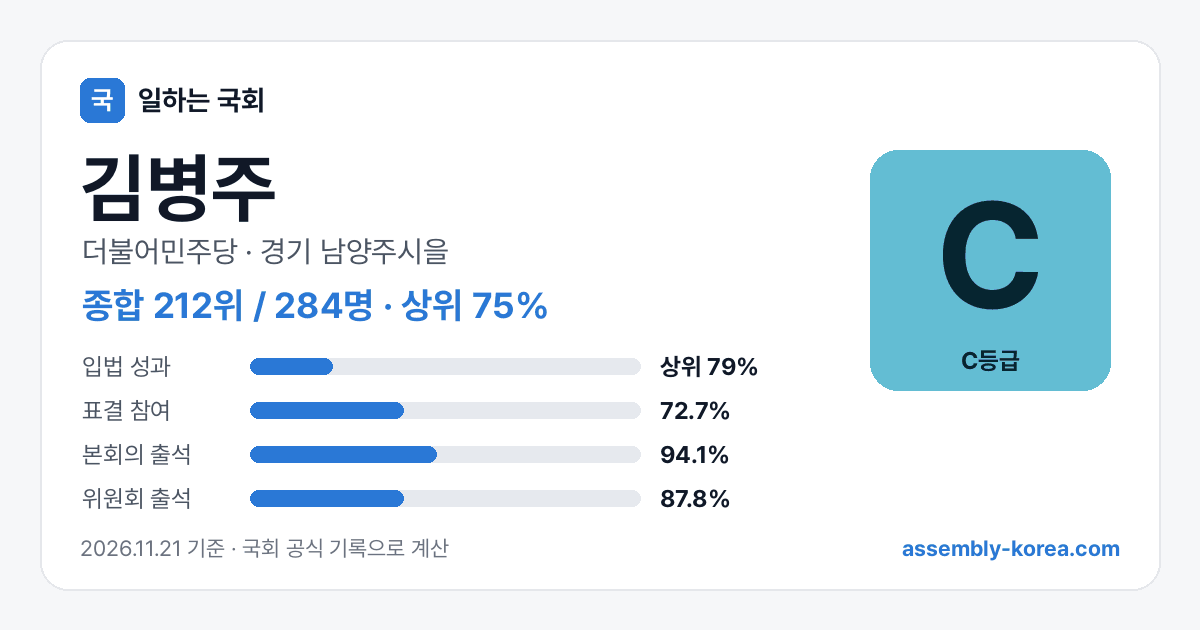 국 일하는 국회
김병주
더불어민주당 · 경기 남양주시을
종합 212위 / 284명 · 상위 75%
C
C등급
입법 성과 상위 79%
표결 참여 72.7%
본회의 출석 94.1%
위원회 출석 87.8%
2026.11.21 기준 · 국회 공식 기록으로 계산
assembly-korea.com